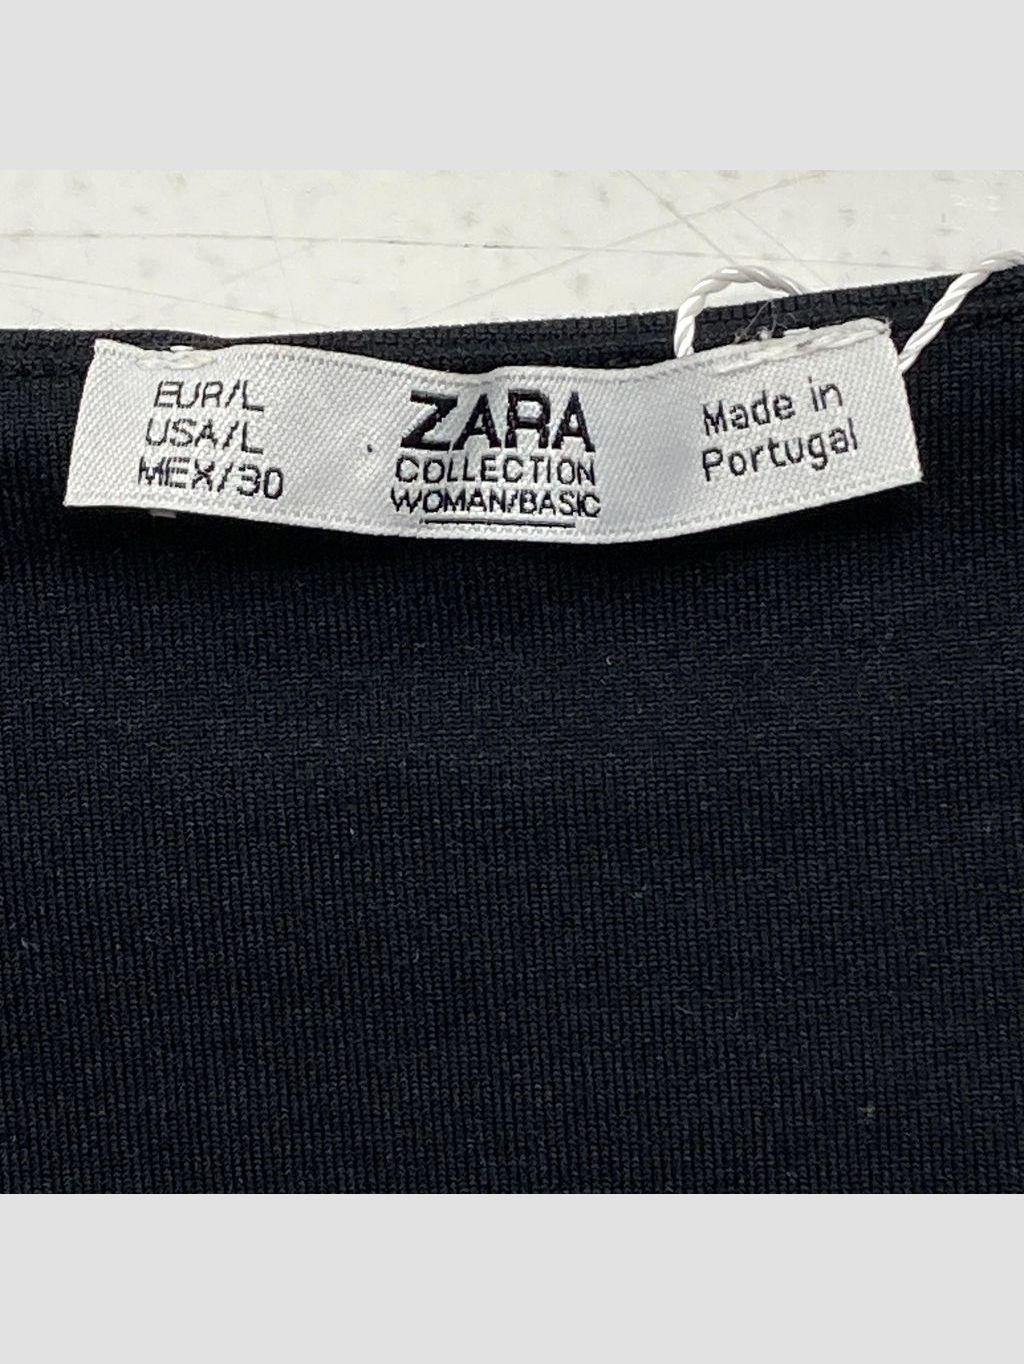 EUR/L
USA/L
MEX/30
ZARA
COLLECTION
WOMAN/BASIC
Made in
Portugal